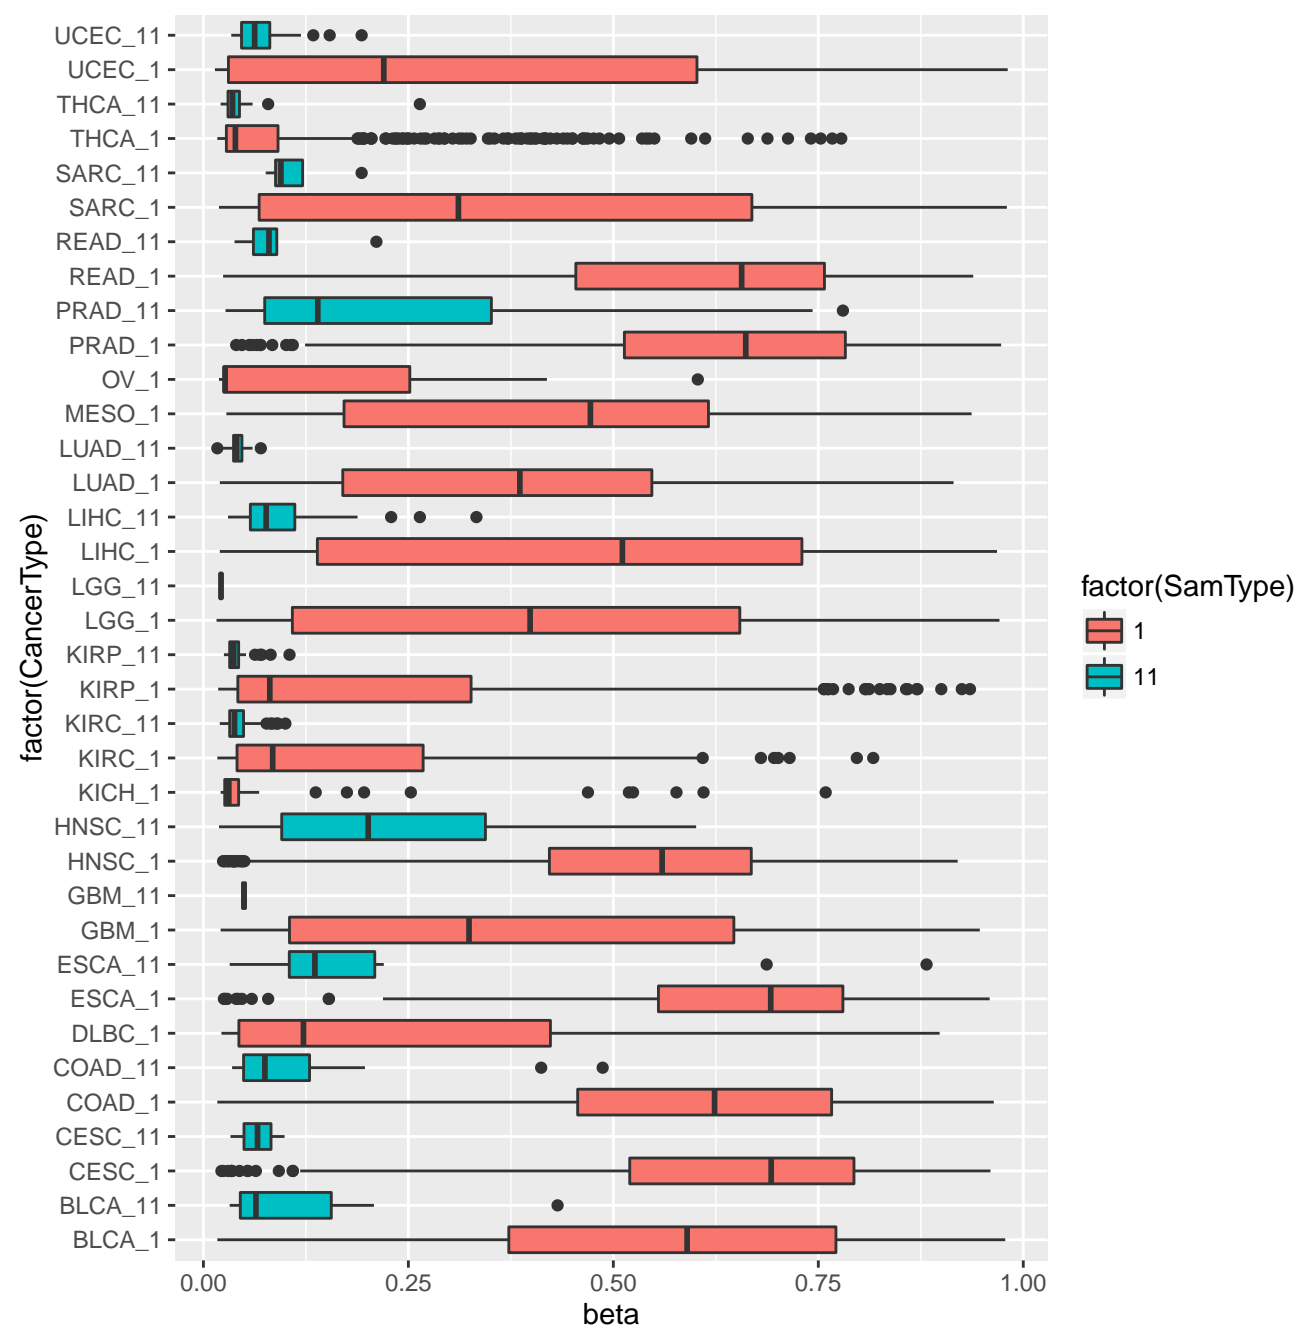 factor(CancerType)
UCEC_11
UCEC_1
THCA_11
THCA_1
SARC_11
SARC_1
READ_11
READ_1
PRAD_11
PRAD_1
OV_1
MESO_1
LUAD_11
LUAD_1
LIHC_11
LIHC_1
LGG_11
LGG_1
KIRP_11
KIRP_1
KIRC_11
KIRC_1
KICH_1
HNSC_11
HNSC_1
GBM_11
GBM_1
ESCA_11
ESCA_1
DLBC_1
COAD_11
COAD_1
CESC_11
CESC_1
BLCA_11
BLCA_1
0.00 0.25 0.50 0.75 1.00
beta
factor(SamType)
1
11